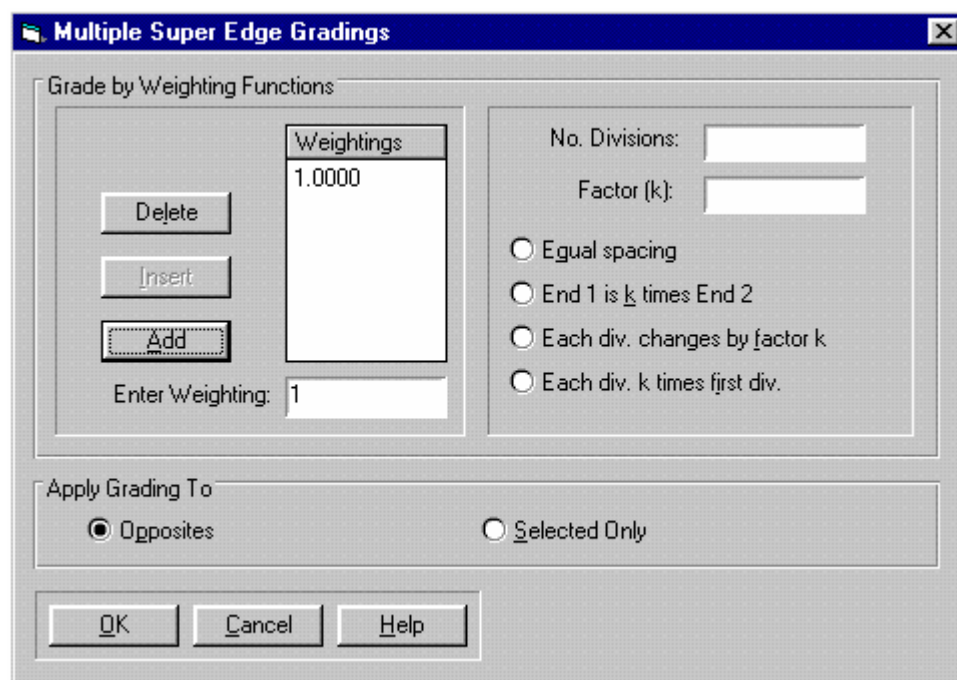 Multiple Super Edge Gradings
Grade by Weighting Functions
Weightings
1.0000
Delete
Insert
Add
Enter Weighting: 1
No. Divisions:
Factor (k):
Equal spacing
End 1 is k times End 2
Each div. changes by factor k
Each div. k times first div.
Apply Grading To
Opposites
Selected Only
OK
Cancel
Help